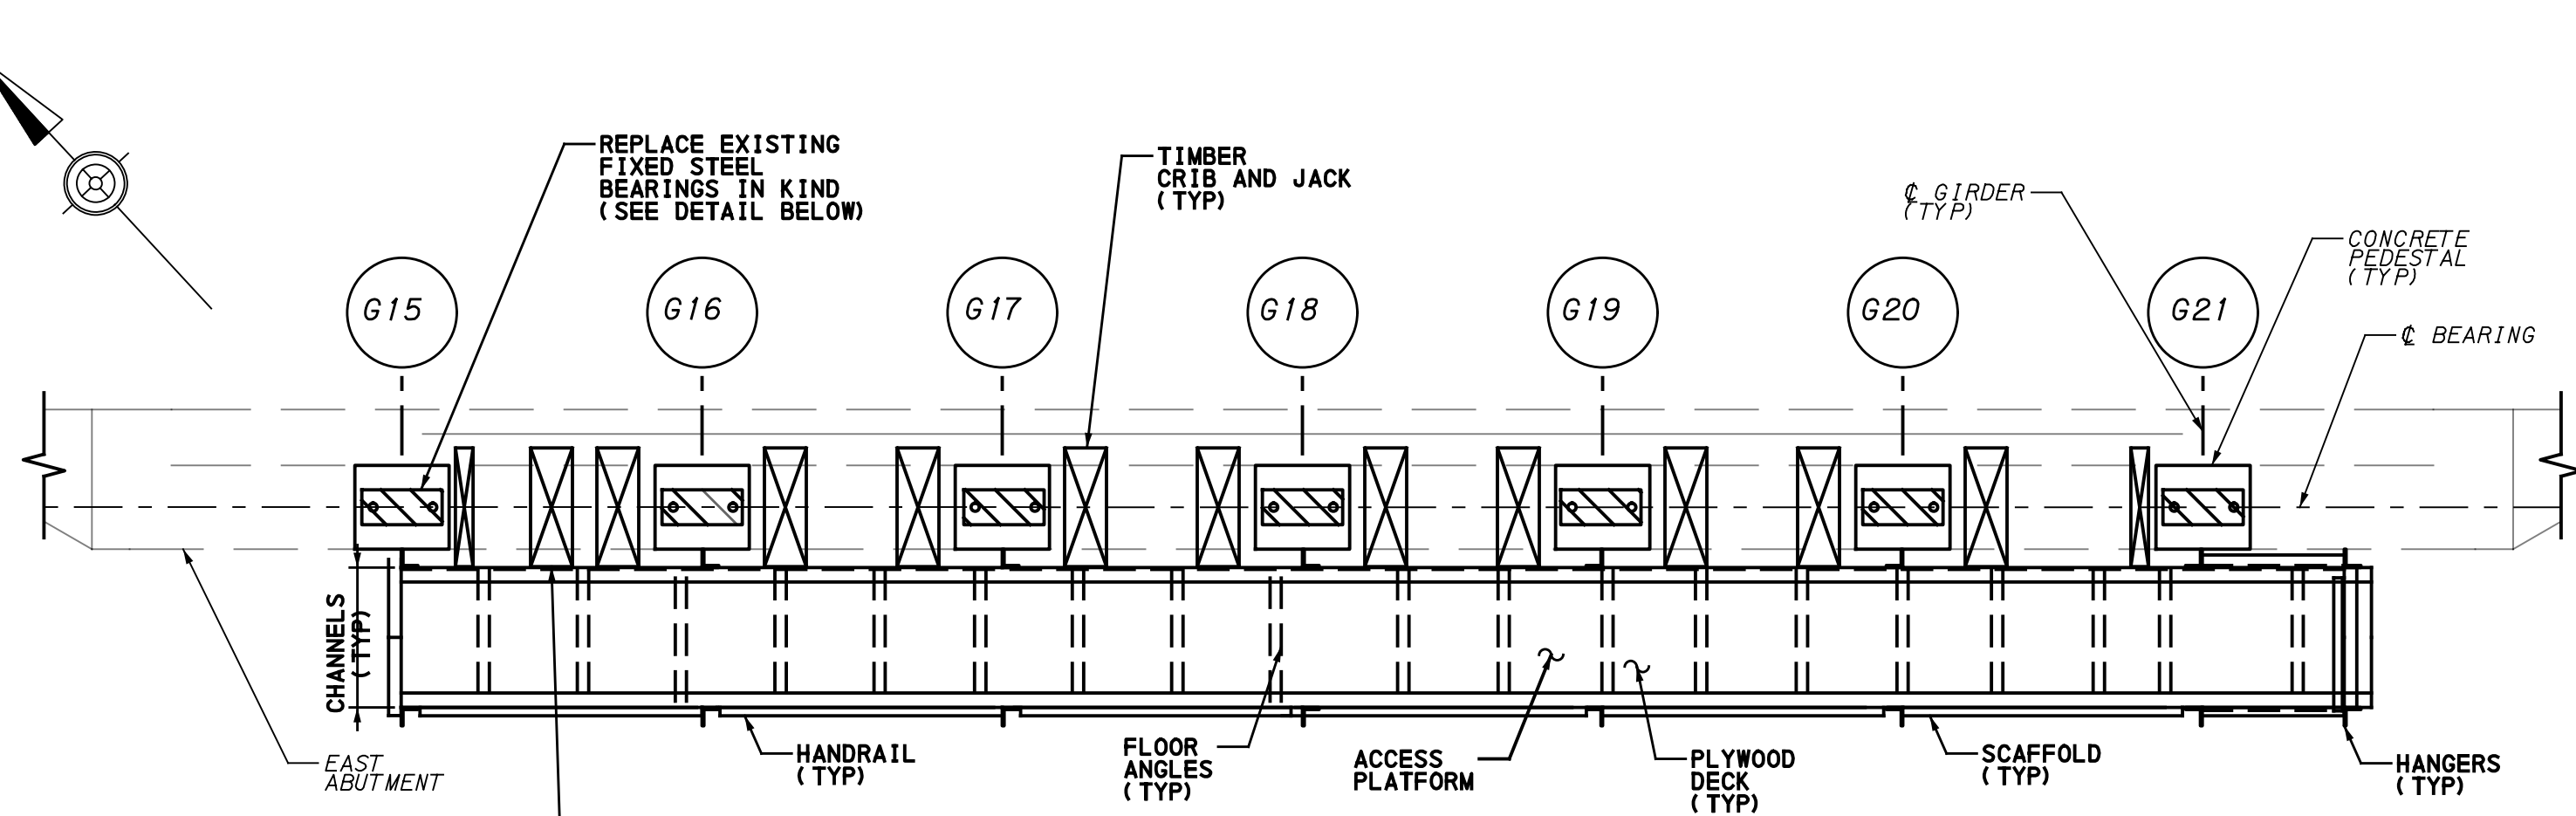 REPLACE EXISTING
FIXED STEEL
BEARINGS IN KIND
(SEE DETAIL BELOW)
TIMBER
CRIB AND JACK
(TYP)
℄ GIRDER
(TYP)
CONCRETE
PEDESTAL
(TYP)
℄ BEARING
G15
G16
G17
G18
G19
G20
G21
CHANNELS
(TYP)
EAST
ABUTMENT
HANDRAIL
(TYP)
FLOOR
ANGLES
(TYP)
ACCESS
PLATFORM
PLYWOOD
DECK
(TYP)
SCAFFOLD
(TYP)
HANGERS
(TYP)